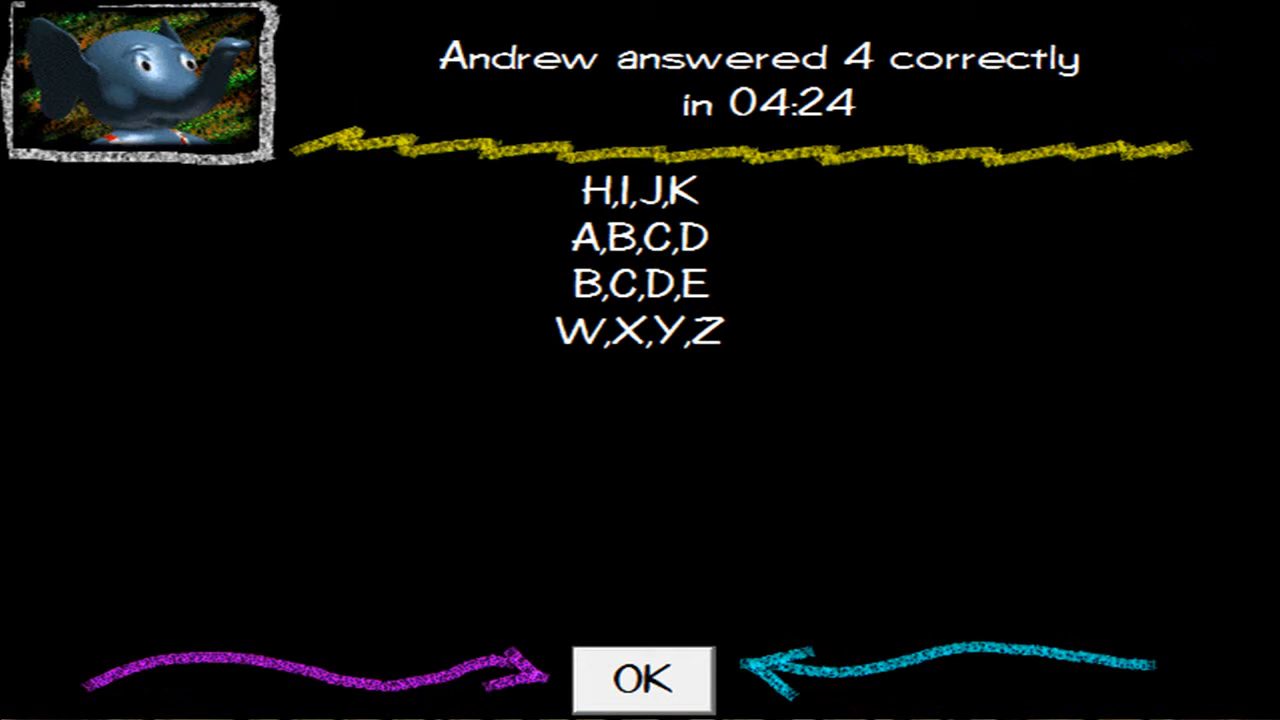 Andrew answered 4 correctly
in 04:24
H,I,J,K
A,B,C,D
B,C,D,E
W,X,Y,Z
OK